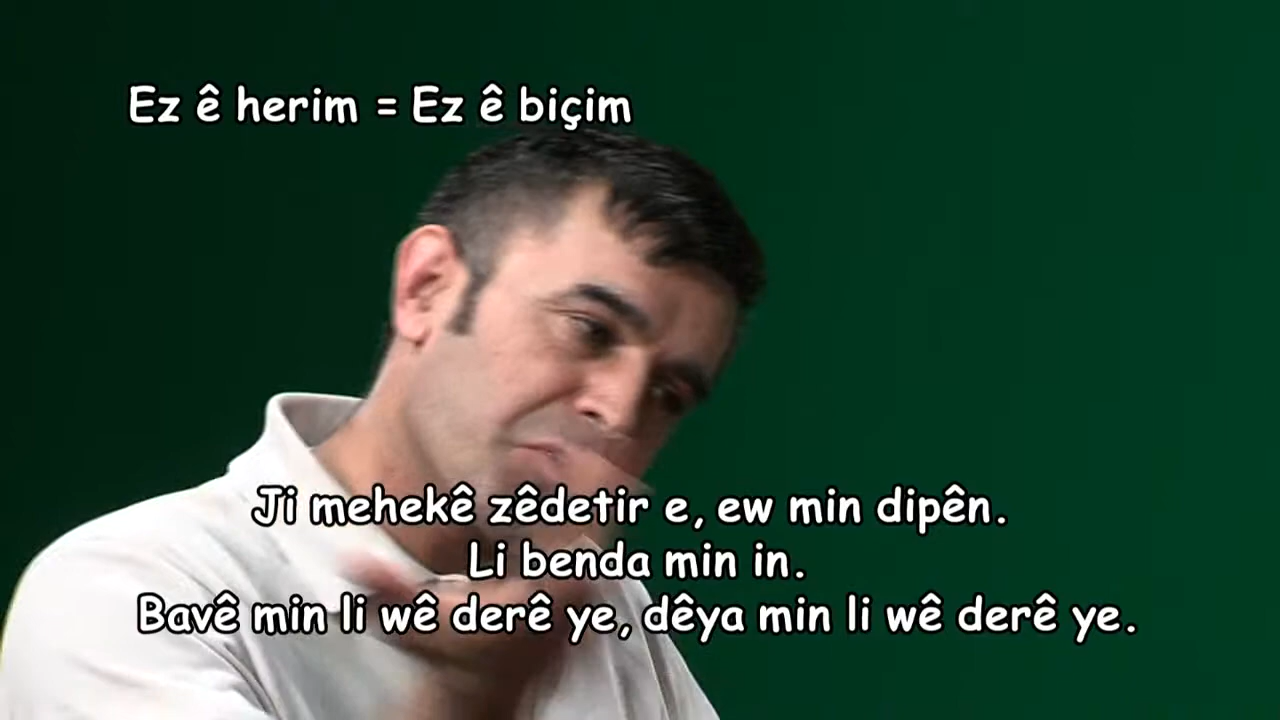 Ez ê herim = Ez ê biçim
Ji mehekê zêdetir e, ew min dipên.
Li benda min in.
Bavê min li wê derê ye, dêya min li wê derê ye.